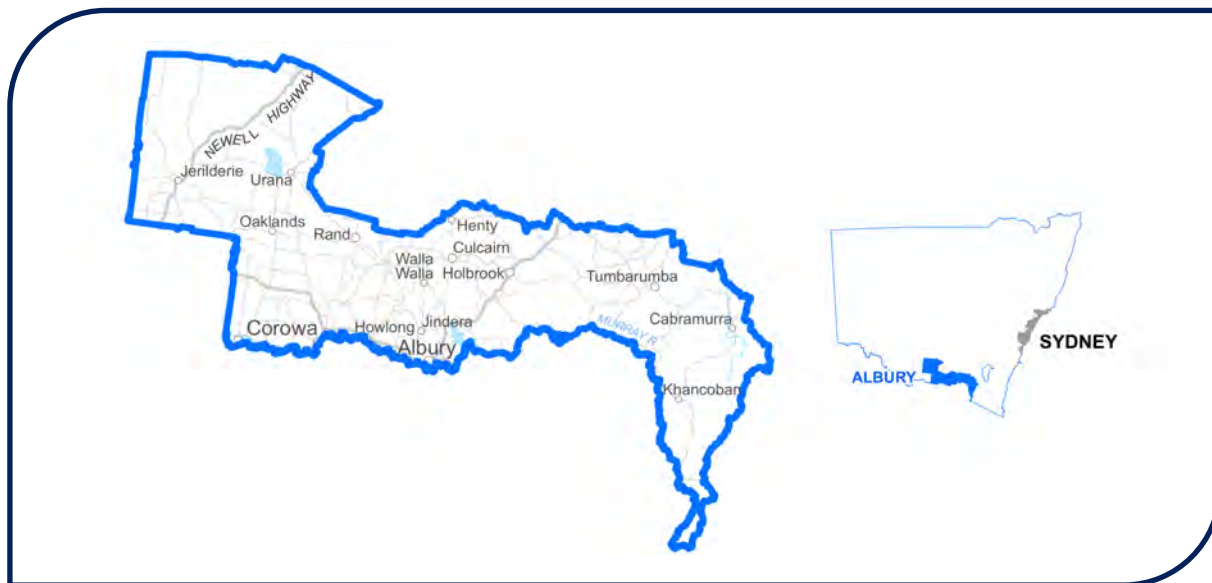 NEWELL HIGHWAY
Jerilderie
Urana
Oaklands
Rand
Henty
Culcairn
Walla
Walla
Holbrook
Tumbarumba
Corowa
Howlong
Jindera
Albury
MURRAY R
Cabramurra
Khancoban
SYDNEY
ALBURY